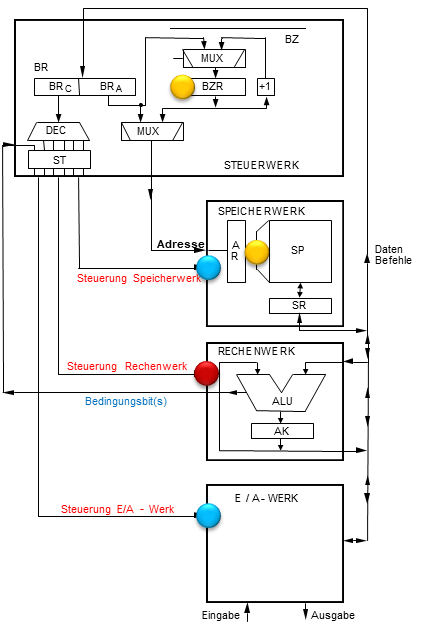 BZ
MUX
BR
BRC BRA
BZR
+1
DEC
MUX
ST
STEUERWERK
SPEICHERWERK
Adresse
A
R
SP
Daten
Befehle
Steuerung Speicherwerk
SR
RECHENWERK
Steuerung Rechenwerk
Bedingungsbit(s)
ALU
AK
E / A - WERK
Steuerung E/A - Werk
Eingabe
Ausgabe